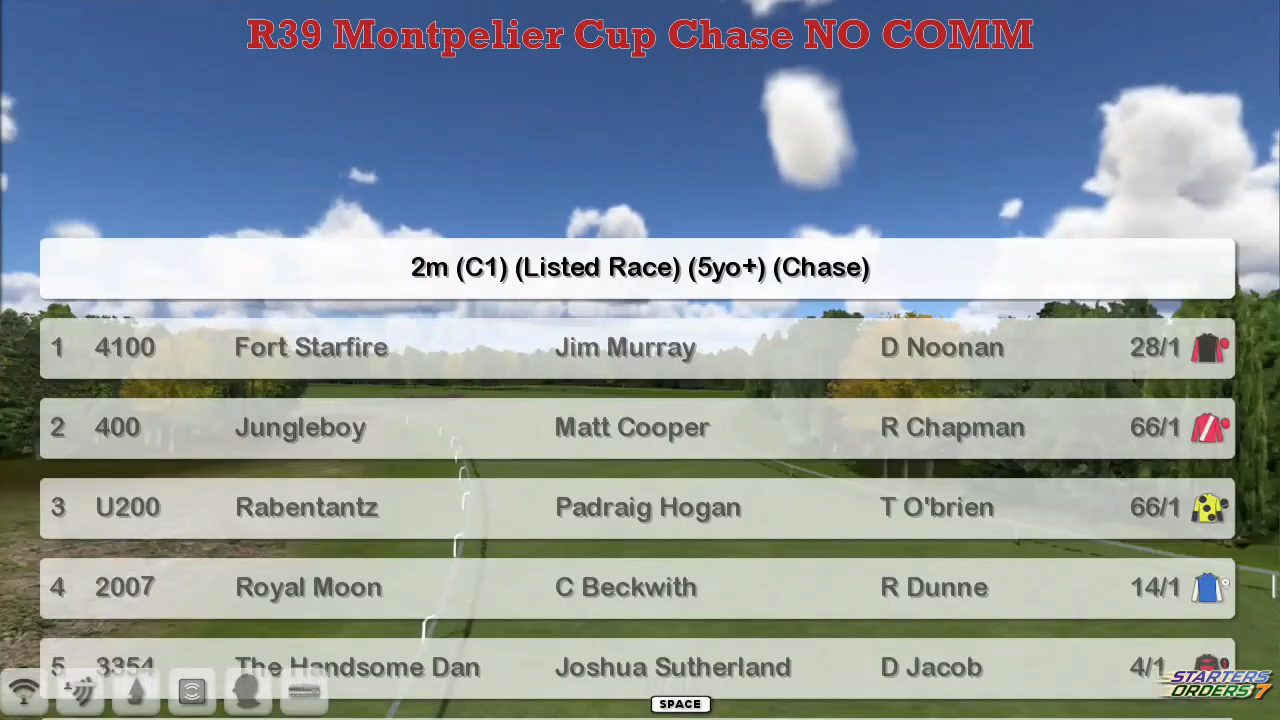 R39 Montpelier Cup Chase NO COMM
2m (C1) (Listed Race) (5yo+) (Chase)
1 4100 Fort Starfire Jim Murray D Noonan 28/1
2 400 Jungleboy Matt Cooper R Chapman 66/1
3 U200 Rabentantz Padraig Hogan T O'brien 66/1
4 2007 Royal Moon C Beckwith R Dunne 14/1
5 3354 The Handsome Dan Joshua Sutherland D Jacob 4/1
STARTERS
ORDERS 7
SPACE